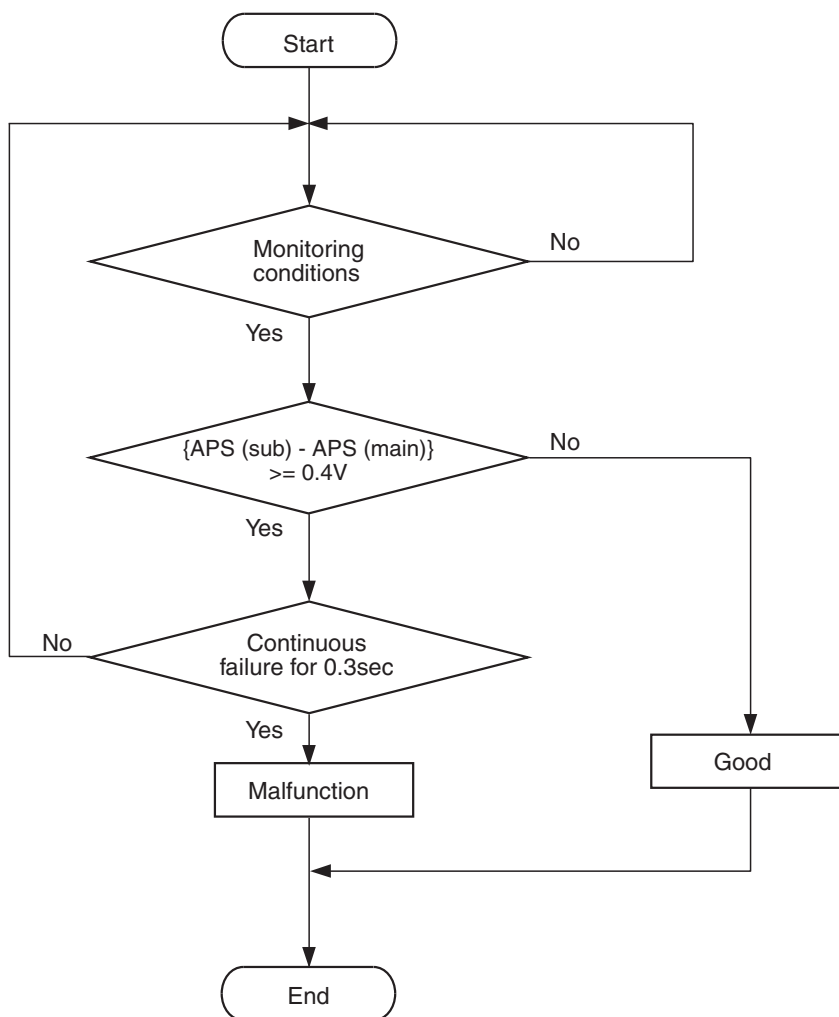 Start
Monitoring
conditions
No
Yes
{APS (sub) - APS (main)}
>= 0.4V
No
Yes
Continuous
failure for 0.3sec
No
Yes
Malfunction
Good
End